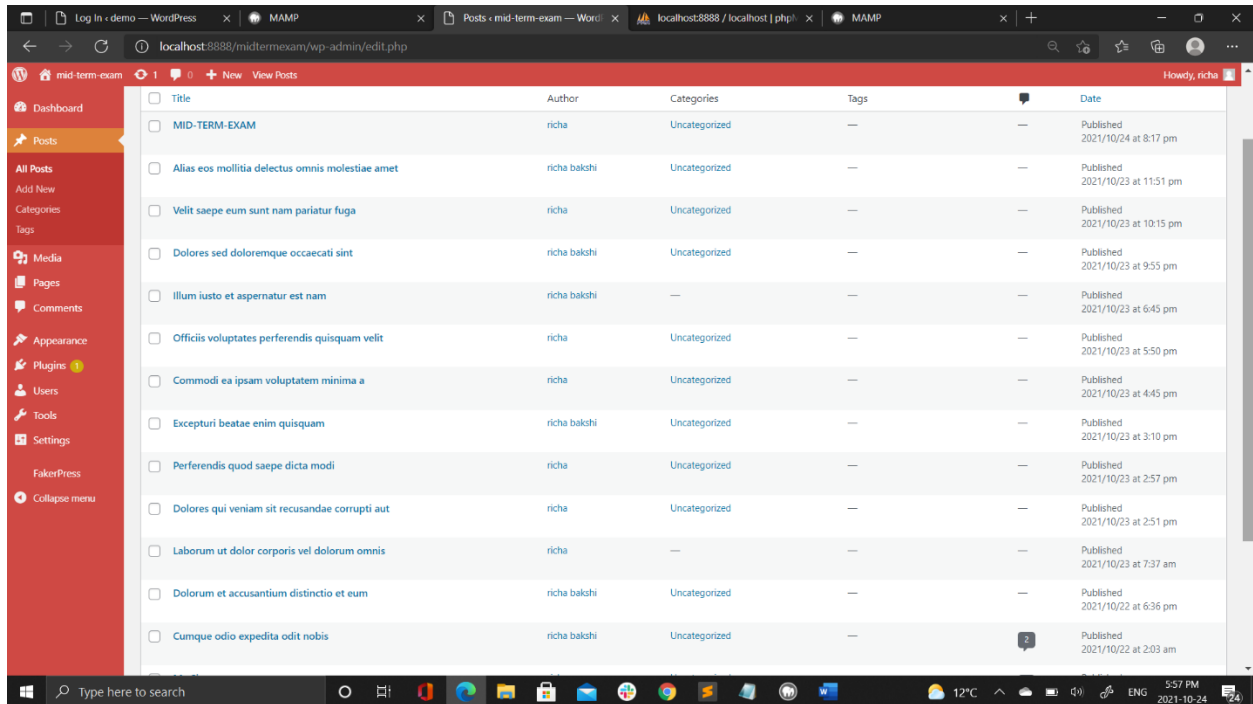 Log In ‹ demo — WordPress
MAMP
Posts ‹ mid-term-exam — Word
localhost:8888 / localhost | php
MAMP
localhost:8888/midtermexam/wp-admin/edit.php
mid-term-exam 1 0 New View Posts Howdy, richa
Dashboard
Posts
All Posts
Add New
Categories
Tags
Media
Pages
Comments
Appearance
Plugins 1
Users
Tools
Settings
FakerPress
Collapse menu
Title Author Categories Tags Date
MID-TERM-EXAM richa Uncategorized — — Published
2021/10/24 at 8:17 pm
Alias eos mollitia delectus omnis molestiae amet richa bakshi Uncategorized — — Published
2021/10/23 at 11:51 pm
Velit saepe eum sunt nam pariatur fuga richa Uncategorized — — Published
2021/10/23 at 10:15 pm
Dolores sed doloremque occaecati sint richa bakshi Uncategorized — — Published
2021/10/23 at 9:55 pm
Illum iusto et aspernatur est nam richa bakshi — — — Published
2021/10/23 at 6:45 pm
Officiis voluptates perferendis quisquam velit richa Uncategorized — — Published
2021/10/23 at 5:50 pm
Commodi ea ipsam voluptatem minima a richa Uncategorized — — Published
2021/10/23 at 4:45 pm
Excepturi beatae enim quisquam richa bakshi Uncategorized — — Published
2021/10/23 at 3:10 pm
Perferendis quod saepe dicta modi richa Uncategorized — — Published
2021/10/23 at 2:57 pm
Dolores qui veniam sit recusandae corrupti aut richa Uncategorized — — Published
2021/10/23 at 2:51 pm
Laborum ut dolor corporis vel dolorum omnis richa — — — Published
2021/10/23 at 7:37 am
Dolorum et accusantium distinctio et eum richa bakshi Uncategorized — — Published
2021/10/22 at 6:36 pm
Cumque odio expedita odit nobis richa bakshi Uncategorized — 2 Published
2021/10/22 at 2:03 am
Type here to search 12°C ENG 5:57 PM
2021-10-24 24